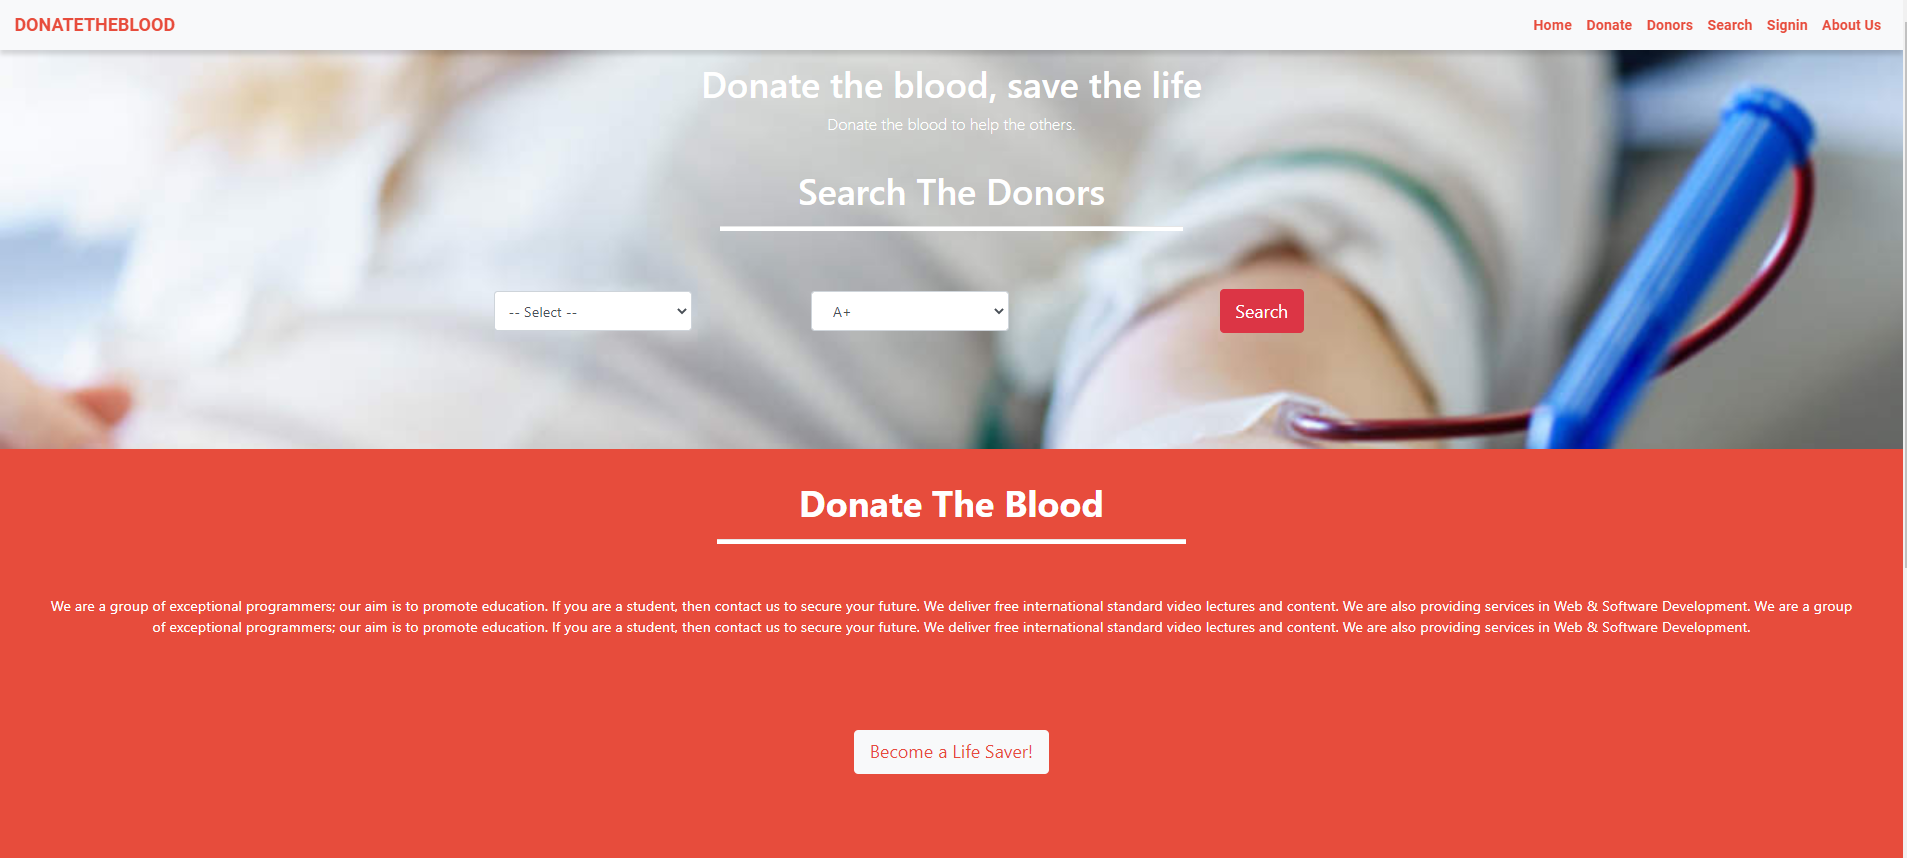 DONATETHEBLOOD
Home Donate Donors Search Signin About Us
Donate the blood, save the life
Donate the blood to help the others.
Search The Donors
-- Select --
A+
Search
Donate The Blood
We are a group of exceptional programmers; our aim is to promote education. If you are a student, then contact us to secure your future. We deliver free international standard video lectures and content. We are also providing services in Web & Software Development. We are a group
of exceptional programmers; our aim is to promote education. If you are a student, then contact us to secure your future. We deliver free international standard video lectures and content. We are also providing services in Web & Software Development.
Become a Life Saver!